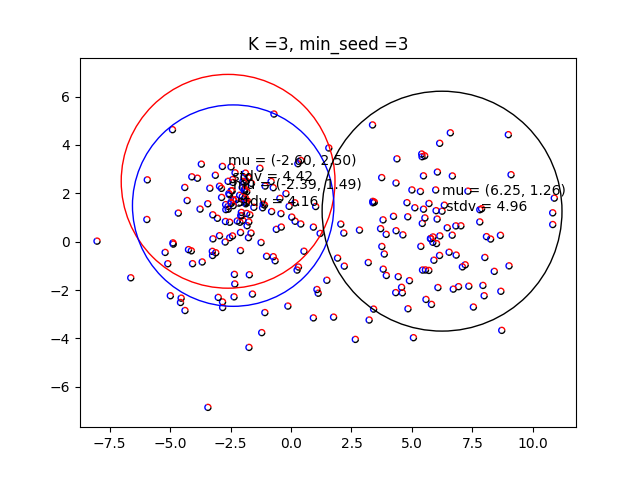 K =3, min_seed =3
6
4
2
0
−2
−4
−6
mu = (-2.60, 2.50)
stdv = 4.42
mu = (-2.39, 1.49)
stdv = 4.16
mu = (6.25, 1.26)
stdv = 4.96
−7.5 −5.0 −2.5 0.0 2.5 5.0 7.5 10.0